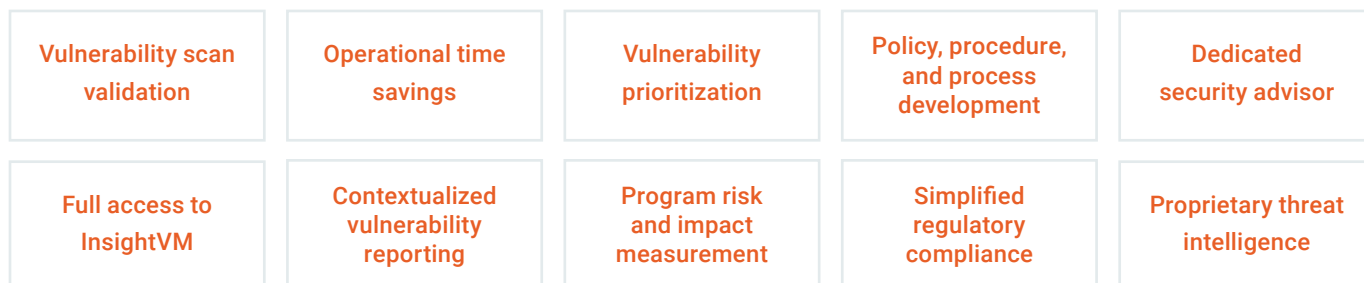 Vulnerability scan
validation
Operational time
savings
Vulnerability
prioritization
Policy, procedure,
and process
development
Dedicated
security advisor
Full access to
InsightVM
Contextualized
vulnerability
reporting
Program risk
and impact
measurement
Simplified
regulatory
compliance
Proprietary threat
intelligence